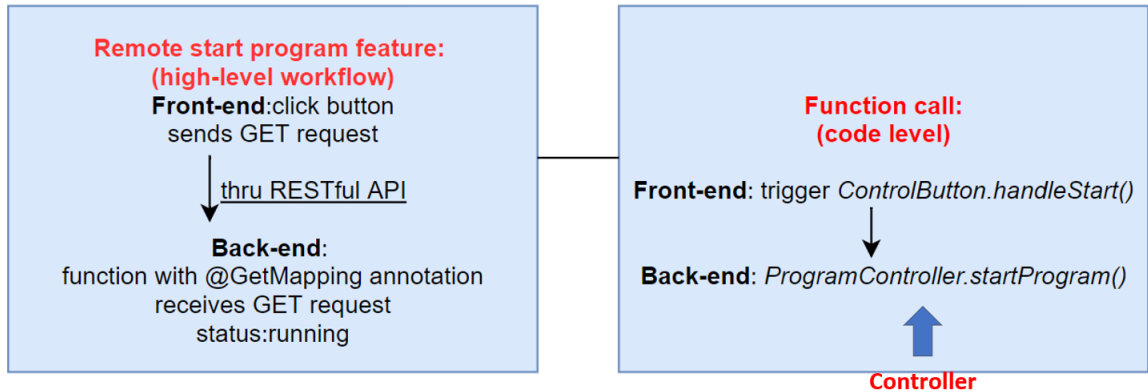 Remote start program feature:
(high-level workflow)
Front-end:click button
sends GET request
thru RESTful API
Back-end:
function with @GetMapping annotation
receives GET request
status:running
Function call:
(code level)
Front-end: trigger ControlButton.handleStart()
Back-end: ProgramController.startProgram()
Controller